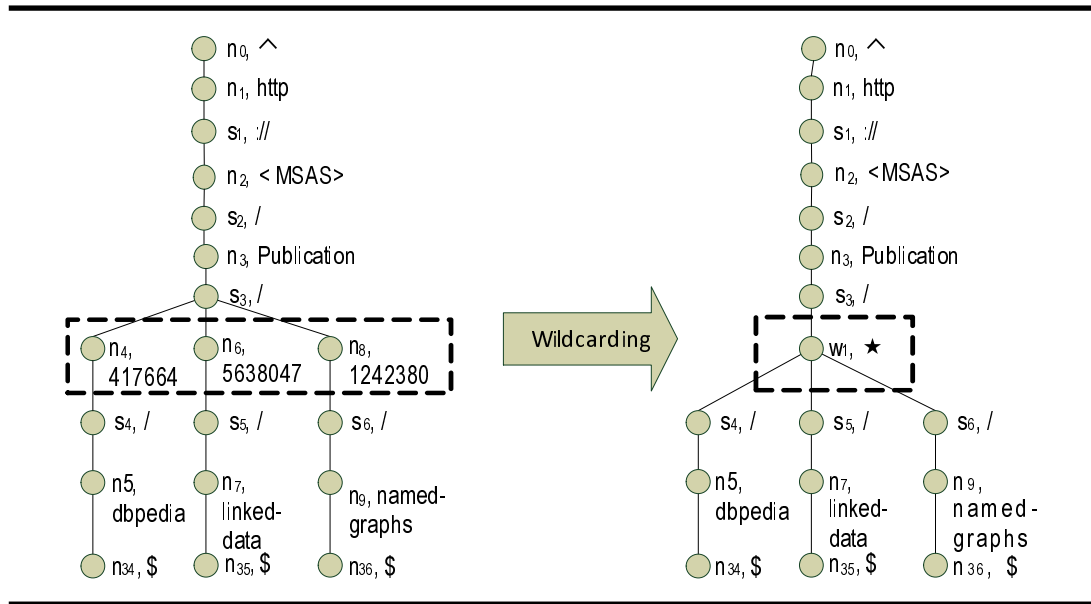 n0, ^
n1, http
s1, ://
n2, <MSAS>
s2, /
n3, Publication
s3, /
n4,
417664
n6,
5638047
n8,
1242380
s4, /
s5, /
s6, /
n5,
dbpedia
n7,
linked-
data
n9, named-
graphs
n34, $
n35, $
n36, $
Wildcarding
n0, ^
n1, http
s1, ://
n2, <MSAS>
s2, /
n3, Publication
s3, /
w1, ★
s4, /
s5, /
s6, /
n5,
dbpedia
n7,
linked-
data
n9,
named-
graphs
n34, $
n35, $
n36, $